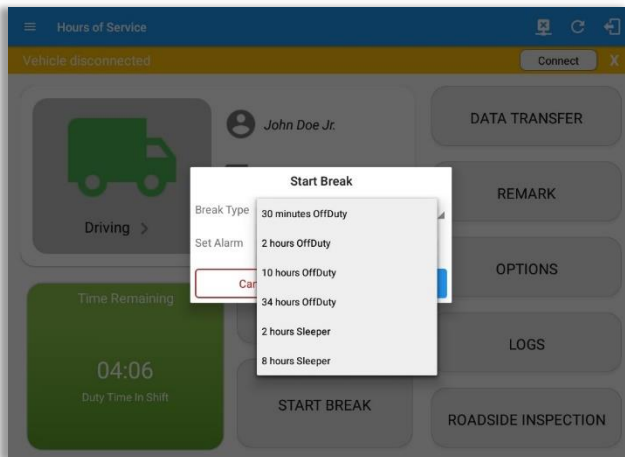 Hours of Service
Vehicle disconnected
Connect
X
John Doe Jr.
Driving >
DATA TRANSFER
REMARK
OPTIONS
LOGS
ROADSIDE INSPECTION
Start Break
Break Type
Set Alarm
30 minutes OffDuty
2 hours OffDuty
10 hours OffDuty
34 hours OffDuty
2 hours Sleeper
8 hours Sleeper
Time Remaining
04:06
Duty Time In Shift
START BREAK